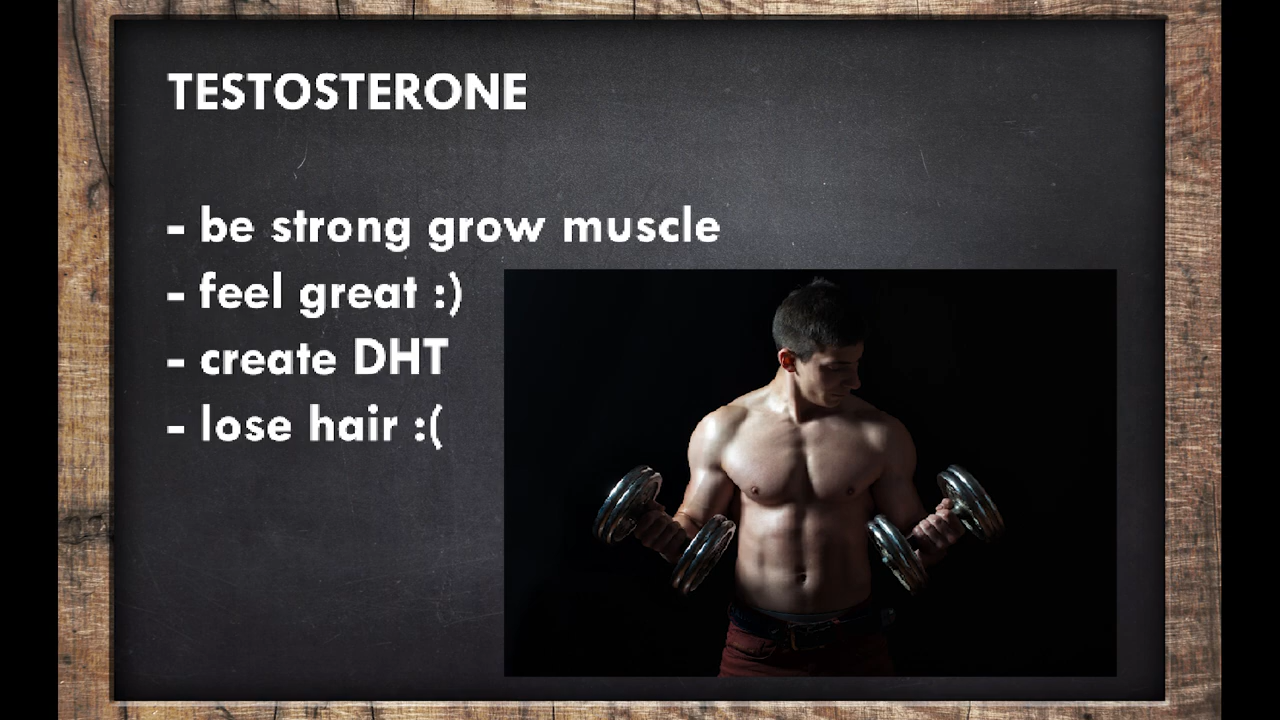 TESTOSTERONE
- be strong grow muscle
- feel great :)
- create DHT
- lose hair :(